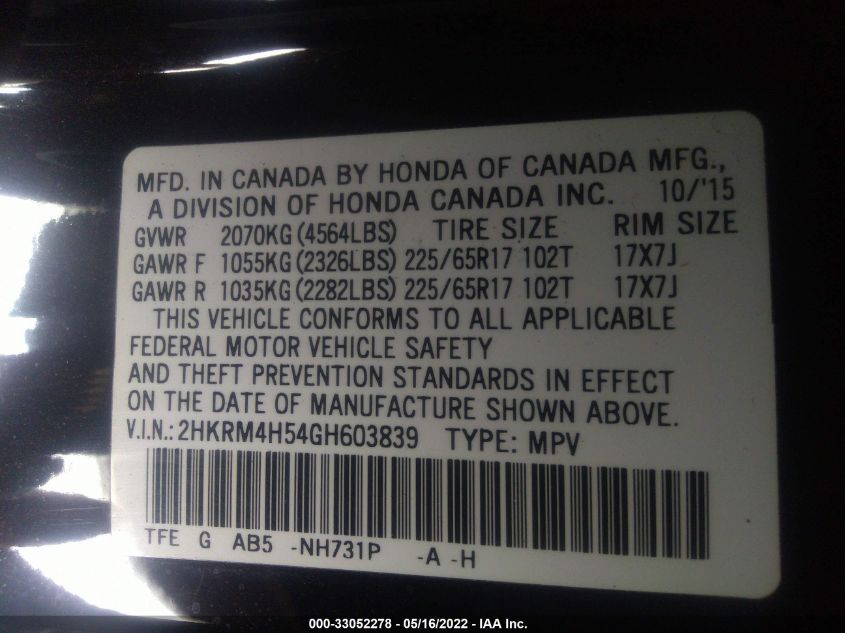 MFD. IN CANADA BY HONDA OF CANADA MFG.,
A DIVISION OF HONDA CANADA INC. 10/'15
GVWR 2070KG (4564LBS) TIRE SIZE RIM SIZE
GAWR F 1055KG (2326LBS) 225/65R17 102T 17X7J
GAWR R 1035KG (2282LBS) 225/65R17 102T 17X7J
THIS VEHICLE CONFORMS TO ALL APPLICABLE
FEDERAL MOTOR VEHICLE SAFETY
AND THEFT PREVENTION STANDARDS IN EFFECT
ON THE DATE OF MANUFACTURE SHOWN ABOVE.
V.I.N.: 2HKRM4H54GH603839 TYPE: MPV
TFE G AB5 -NH731P -A -H
000-33052278 - 05/16/2022 - IAA Inc.